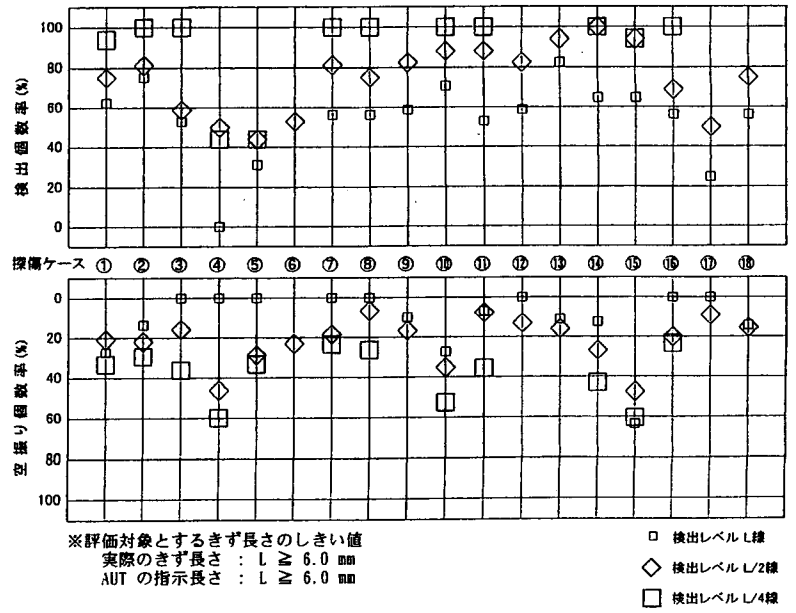 100
80
60
40
20
0
検出個数率(%)
探傷ケース ① ② ③ ④ ⑤ ⑥ ⑦ ⑧ ⑨ ⑩ ⑪ ⑫ ⑬ ⑭ ⑮ ⑯ ⑰ ⑱
0
20
40
60
80
100
空振り個数率(%)
※評価対象とするきず長さのしきい値
実際のきず長さ : L ≧ 6.0 mm
AUT の指示長さ : L ≧ 6.0 mm
検出レベル L線
検出レベル L/2線
検出レベル L/4線